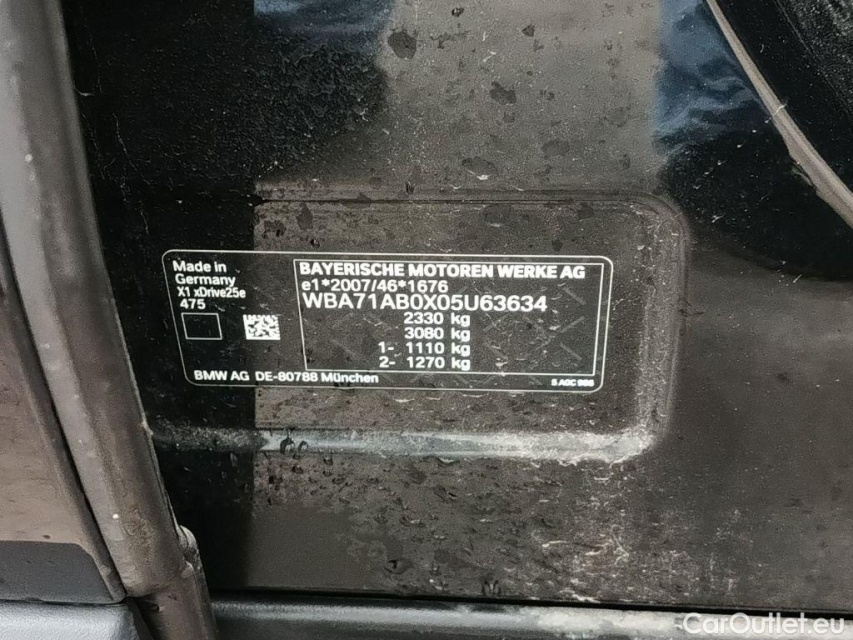 Made in
Germany
X1 xDrive25e
475
BAYERISCHE MOTOREN WERKE AG
e1*2007/46*1676
WBA71AB0X05U63634
2330 kg
3080 kg
1- 1110 kg
2- 1270 kg
BMW AG DE-80788 München
CarOutlet.eu